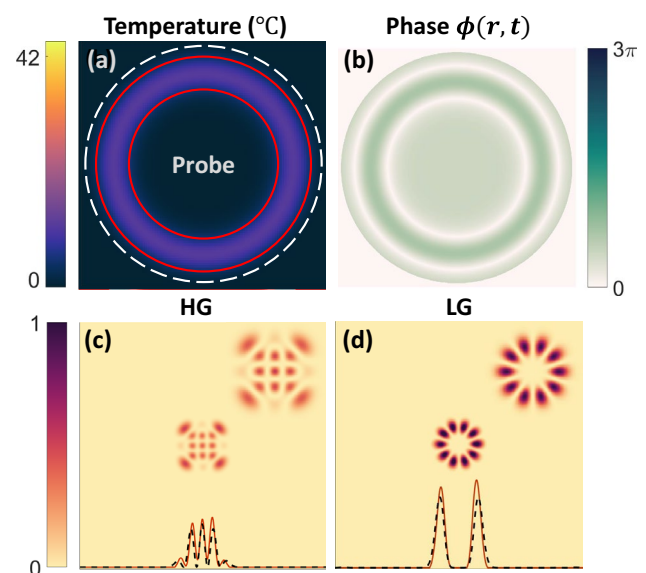 Temperature (°C)
Phase ϕ(r, t)
42
0
(a)
Probe
(b)
3π
0
HG
LG
1
0
(c)
(d)